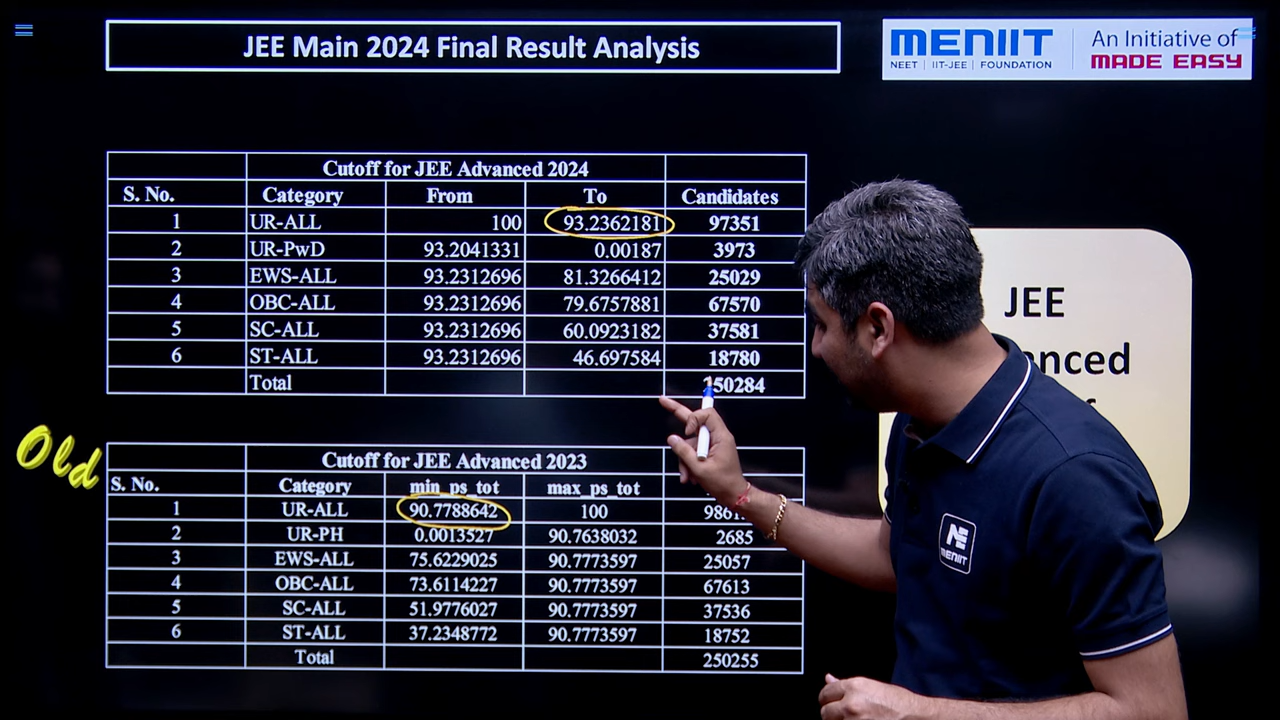 JEE Main 2024 Final Result Analysis
MENIIT
NEET | IIT-JEE | FOUNDATION
An Initiative of
MADE EASY
Cutoff for JEE Advanced 2024
S. No. Category From To Candidates
1 UR-ALL 100 93.2362181 97351
2 UR-PwD 93.2041331 0.00187 3973
3 EWS-ALL 93.2312696 81.3266412 25029
4 OBC-ALL 93.2312696 79.6757881 67570
5 SC-ALL 93.2312696 60.0923182 37581
6 ST-ALL 93.2312696 46.697584 18780
Total 250284
JEE
Old
Cutoff for JEE Advanced 2023
S. No. Category min_ps_tot max_ps_tot
1 UR-ALL 90.7788642 100
2 UR-PH 0.0013527 90.7638032 2685
3 EWS-ALL 75.6229025 90.7773597 25057
4 OBC-ALL 73.6114227 90.7773597 67613
5 SC-ALL 51.9776027 90.7773597 37536
6 ST-ALL 37.2348772 90.7773597 18752
Total 250255
MENIIT